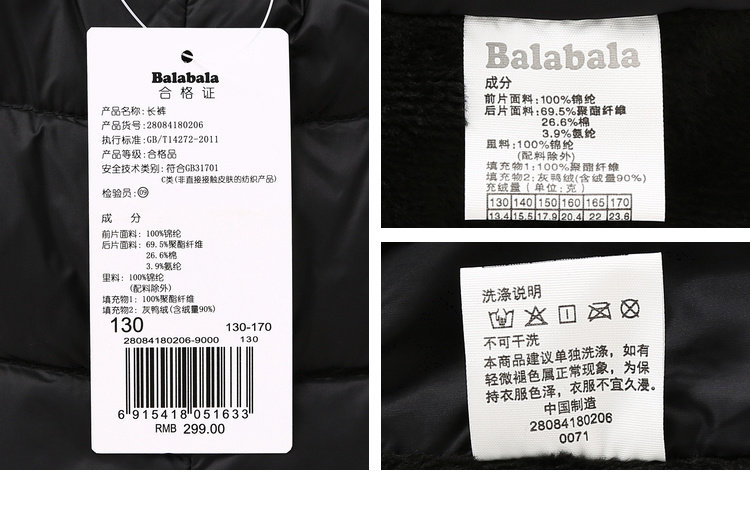 Balabala
合格证
产品名称: 长裤
产品货号: 28084180206
执行标准: GB/T14272-2011
产品等级: 合格品
安全技术类别: 符合GB31701
C类(非直接接触皮肤的纺织产品)
检验员: 09
成 分
前片面料: 100%锦纶
后片面料: 69.5%聚酯纤维
26.6%棉
3.9%氨纶
里料: 100%锦纶
(配料除外)
填充物1: 100%聚酯纤维
填充物2: 灰鸭绒(含绒量90%)
130 130-170
28084180206-9000 130
6 915418 051633
RMB 299.00
Balabala
成分
前片面料: 100%锦纶
后片面料: 69.5%聚酯纤维
26.6%棉
3.9%氨纶
里料: 100%锦纶
(配料除外)
填充物1: 100%聚酯纤维
填充物2: 灰鸭绒(含绒量90%)
充绒量 (单位: 克)
130 140 150 160 165 170
13.4 15.5 17.9 20.4 22 23.6
洗涤说明
不可干洗
本商品建议单独洗涤, 如有
轻微褪色属正常现象, 为保
持衣服色泽, 衣服不宜久浸。
中国制造
28084180206
0071